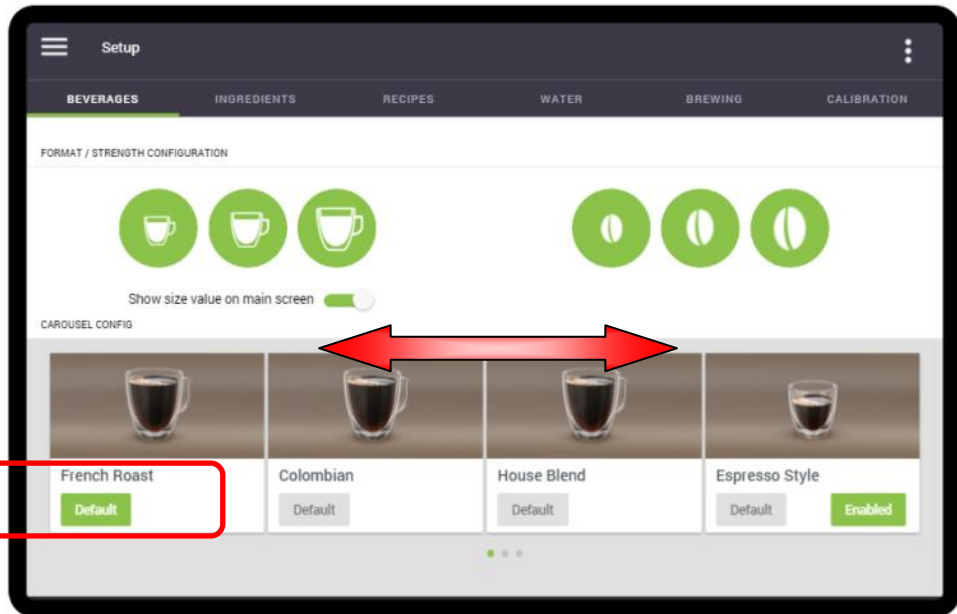 Setup
BEVERAGES INGREDIENTS RECIPES WATER BREWING CALIBRATION
FORMAT / STRENGTH CONFIGURATION
Show size value on main screen
CAROUSEL CONFIG
French Roast Colombian House Blend Espresso Style
Default Default Default Default Enabled